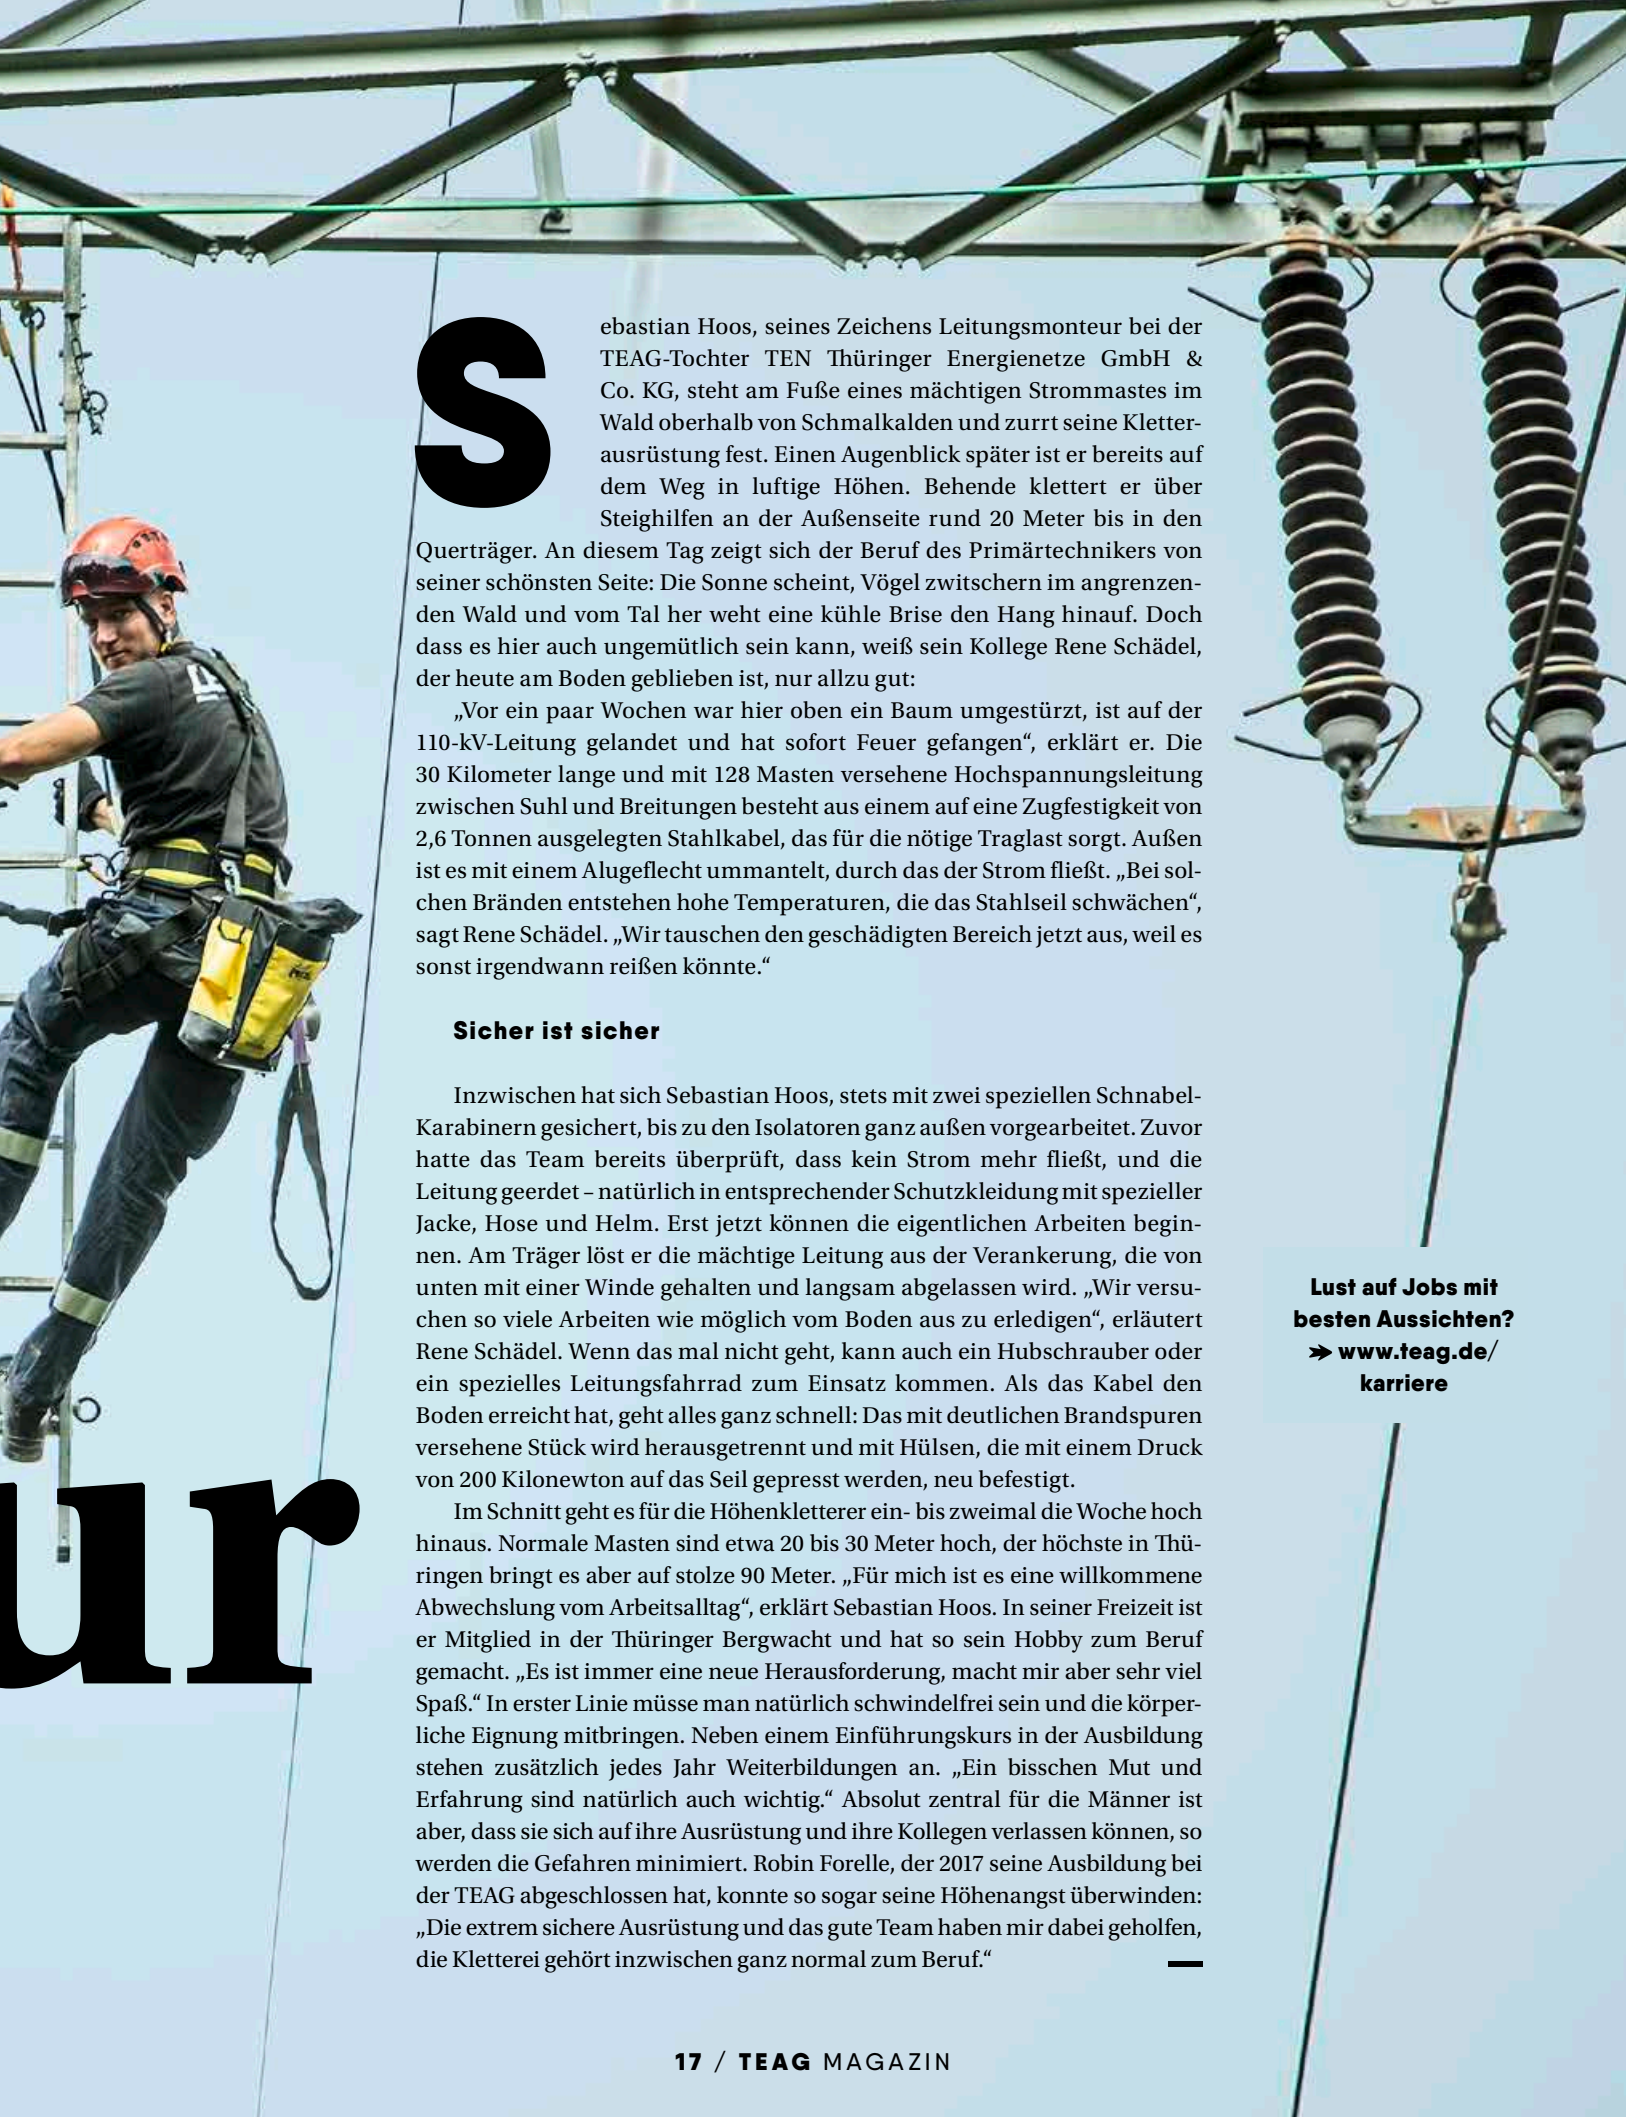 Sebastian Hoos, seines Zeichens Leitungsmonteur bei der
TEAG-Tochter TEN Thüringer Energienetze GmbH &
Co. KG, steht am Fuße eines mächtigen Strommastes im
Wald oberhalb von Schmalkalden und zurrt seine Kletter-
ausrüstung fest. Einen Augenblick später ist er bereits auf
dem Weg in luftige Höhen. Behende klettert er über
Steighilfen an der Außenseite rund 20 Meter bis in den
Querträger. An diesem Tag zeigt sich der Beruf des Primärtechnikers von
seiner schönsten Seite: Die Sonne scheint, Vögel zwitschern im angrenzen-
den Wald und vom Tal her weht eine kühle Brise den Hang hinauf. Doch
dass es hier auch ungemütlich sein kann, weiß sein Kollege Rene Schädel,
der heute am Boden geblieben ist, nur allzu gut:
„Vor ein paar Wochen war hier oben ein Baum umgestürzt, ist auf der
110-kV-Leitung gelandet und hat sofort Feuer gefangen“, erklärt er. Die
30 Kilometer lange und mit 128 Masten versehene Hochspannungsleitung
zwischen Suhl und Breitungen besteht aus einem auf eine Zugfestigkeit von
2,6 Tonnen ausgelegten Stahlkabel, das für die nötige Traglast sorgt. Außen
ist es mit einem Alugeflecht ummantelt, durch das der Strom fließt. „Bei sol-
chen Bränden entstehen hohe Temperaturen, die das Stahlseil schwächen“,
sagt Rene Schädel. „Wir tauschen den geschädigten Bereich jetzt aus, weil es
sonst irgendwann reißen könnte.“
Sicher ist sicher
Inzwischen hat sich Sebastian Hoos, stets mit zwei speziellen Schnabel-
Karabinern gesichert, bis zu den Isolatoren ganz außen vorgearbeitet. Zuvor
hatte das Team bereits überprüft, dass kein Strom mehr fließt, und die
Leitung geerdet – natürlich in entsprechender Schutzkleidung mit spezieller
Jacke, Hose und Helm. Erst jetzt können die eigentlichen Arbeiten begin-
nen. Am Träger löst er die mächtige Leitung aus der Verankerung, die von
unten mit einer Winde gehalten und langsam abgelassen wird. „Wir versu-
chen so viele Arbeiten wie möglich vom Boden aus zu erledigen“, erläutert
Rene Schädel. Wenn das mal nicht geht, kann auch ein Hubschrauber oder
ein spezielles Leitungsfahrrad zum Einsatz kommen. Als das Kabel den
Boden erreicht hat, geht alles ganz schnell: Das mit deutlichen Brandspuren
versehene Stück wird herausgetrennt und mit Hülsen, die mit einem Druck
von 200 Kilonewton auf das Seil gepresst werden, neu befestigt.
Im Schnitt geht es für die Höhenkletterer ein- bis zweimal die Woche hoch
hinaus. Normale Masten sind etwa 20 bis 30 Meter hoch, der höchste in Thü-
ringen bringt es aber auf stolze 90 Meter. „Für mich ist es eine willkommene
Abwechslung vom Arbeitsalltag“, erklärt Sebastian Hoos. In seiner Freizeit ist
er Mitglied in der Thüringer Bergwacht und hat so sein Hobby zum Beruf
gemacht. „Es ist immer eine neue Herausforderung, macht mir aber sehr viel
Spaß.“ In erster Linie müsse man natürlich schwindelfrei sein und die körper-
liche Eignung mitbringen. Neben einem Einführungskurs in der Ausbildung
stehen zusätzlich jedes Jahr Weiterbildungen an. „Ein bisschen Mut und
Erfahrung sind natürlich auch wichtig.“ Absolut zentral für die Männer ist
aber, dass sie sich auf ihre Ausrüstung und ihre Kollegen verlassen können, so
werden die Gefahren minimiert. Robin Forelle, der 2017 seine Ausbildung bei
der TEAG abgeschlossen hat, konnte so sogar seine Höhenangst überwinden:
„Die extrem sichere Ausrüstung und das gute Team haben mir dabei geholfen,
die Kletterei gehört inzwischen ganz normal zum Beruf.“
Lust auf Jobs mit
besten Aussichten?
www.teag.de/
karriere
ur
17 / TEAG MAGAZIN